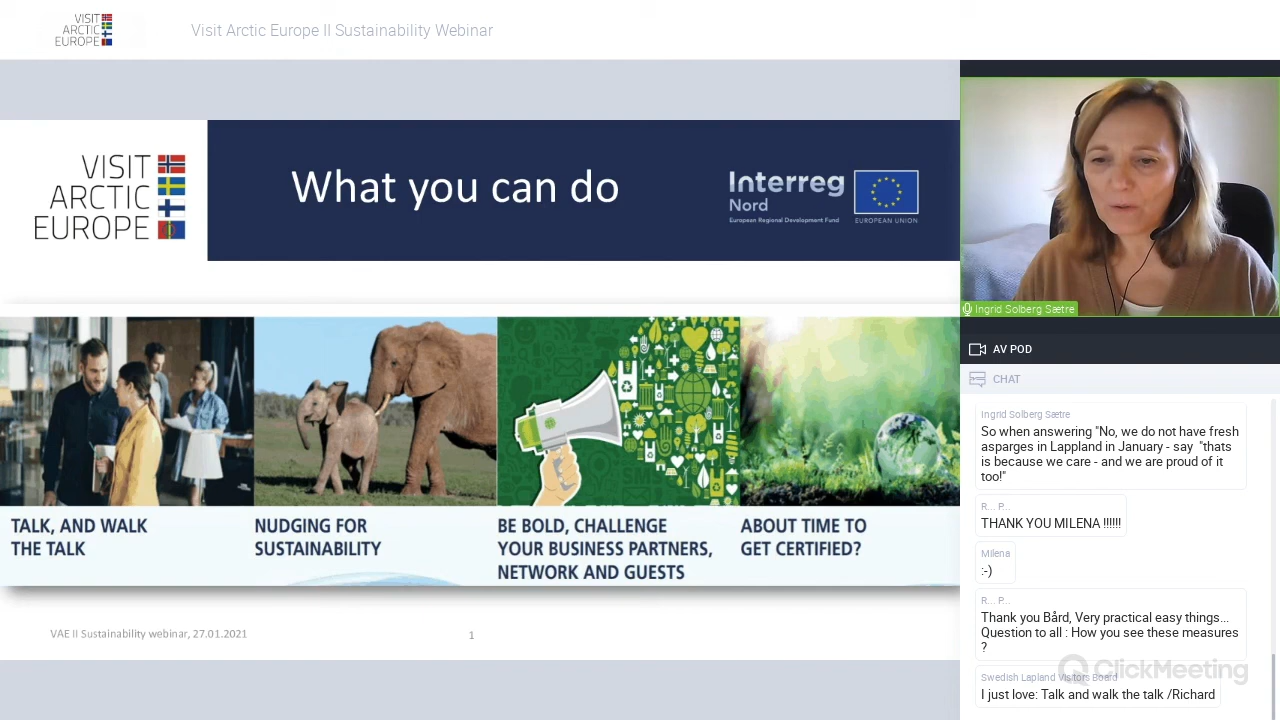 VISIT
ARCTIC
EUROPE
Visit Arctic Europe II Sustainability Webinar
VISIT
ARCTIC
EUROPE
What you can do
Interreg
Nord
European Regional Development Fund
EUROPEAN UNION
TALK, AND WALK
THE TALK
NUDGING FOR
SUSTAINABILITY
BE BOLD, CHALLENGE
YOUR BUSINESS PARTNERS,
NETWORK AND GUESTS
ABOUT TIME TO
GET CERTIFIED?
VAE II Sustainability webinar, 27.01.2021
1
Ingrid Solberg Sætre
AV POD
CHAT
Ingrid Solberg Sætre
So when answering "No, we do not have fresh
asparges in Lappland in January - say "thats
is because we care - and we are proud of it
too!"
R... P...
THANK YOU MILENA !!!!!!
Milena
:-)
R... P...
Thank you Bård, Very practical easy things...
Question to all : How you see these measures
?
ClickMeeting
Swedish Lapland Visitors Board
I just love: Talk and walk the talk /Richard